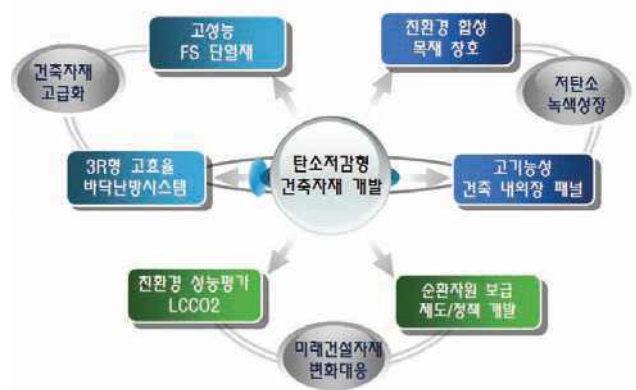 고성능
FS 단열재
친환경 합성
목재 창호
건축자재
고급화
저탄소
녹색성장
탄소저감형
건축자재 개발
3R형 고효율
바닥난방시스템
고기능성
건축 내외장 패널
친환경 성능평가
LCCO2
순환자원 보급
제도/정책 개발
미래건설자재
변화대응